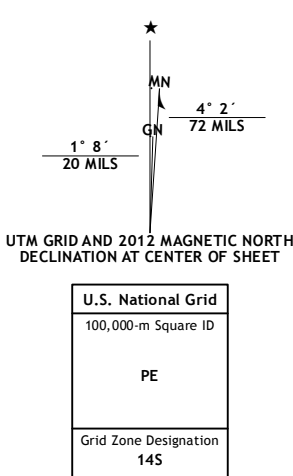 ★
MN
4° 2´
72 MILS
GN
1° 8´
20 MILS
UTM GRID AND 2012 MAGNETIC NORTH
DECLINATION AT CENTER OF SHEET
U.S. National Grid
100,000-m Square ID
PE
Grid Zone Designation
14S